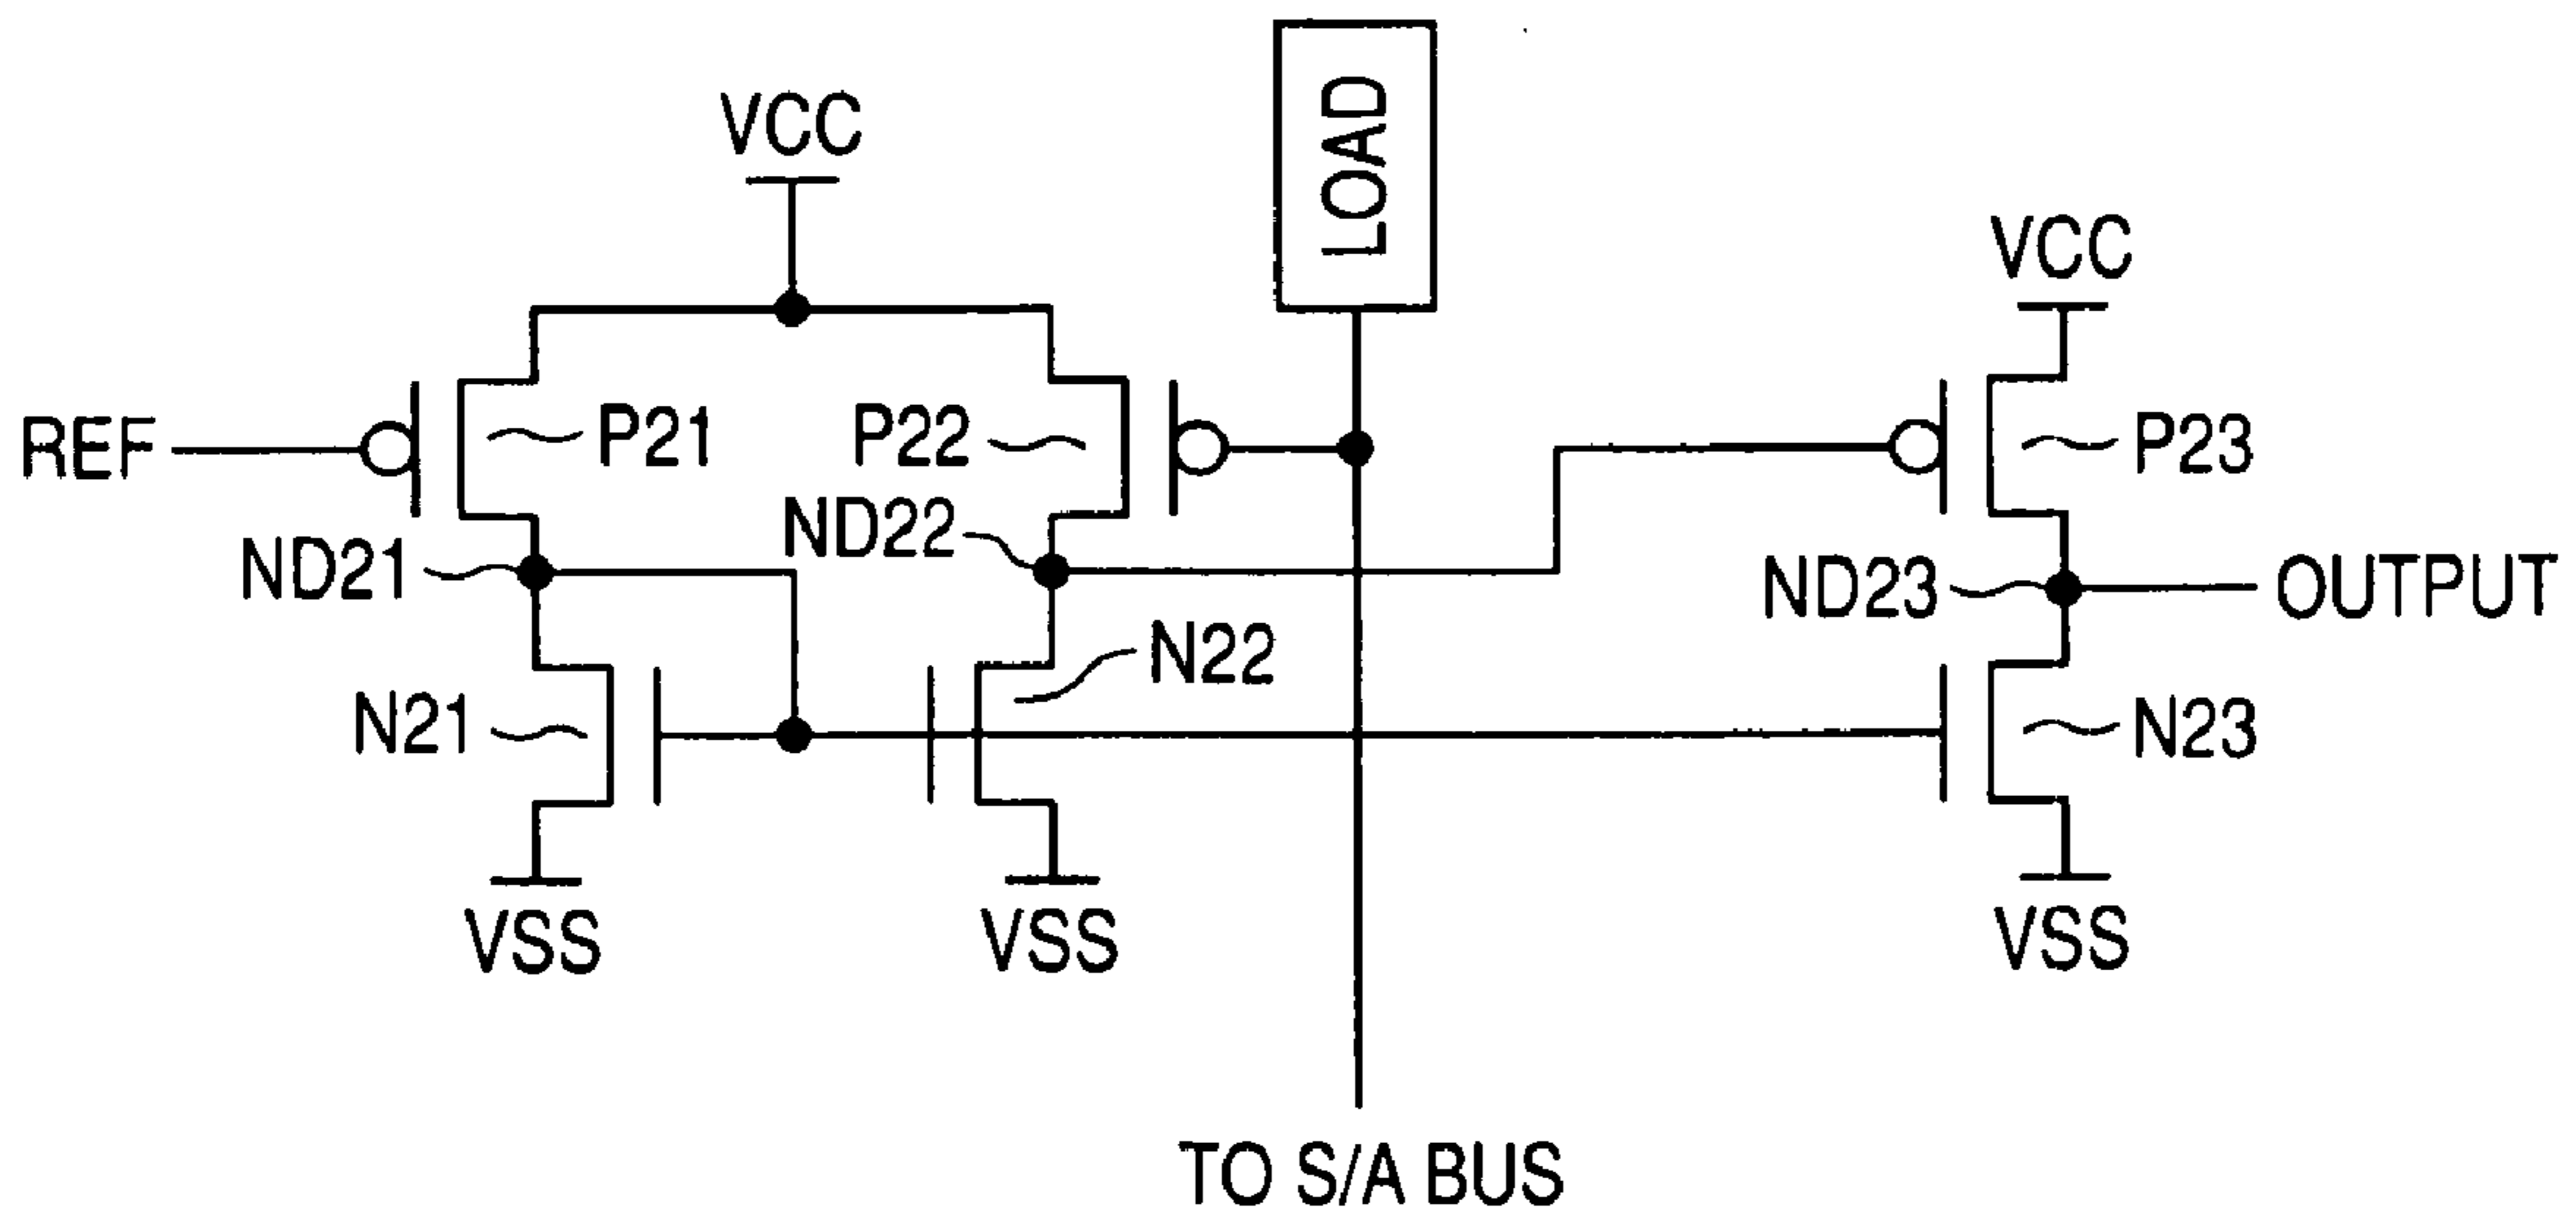 LOAD
VCC
VCC
REF
P21
P22
P23
ND22
ND21
ND23
OUTPUT
N22
N21
N23
VSS
VSS
VSS
TO S/A BUS